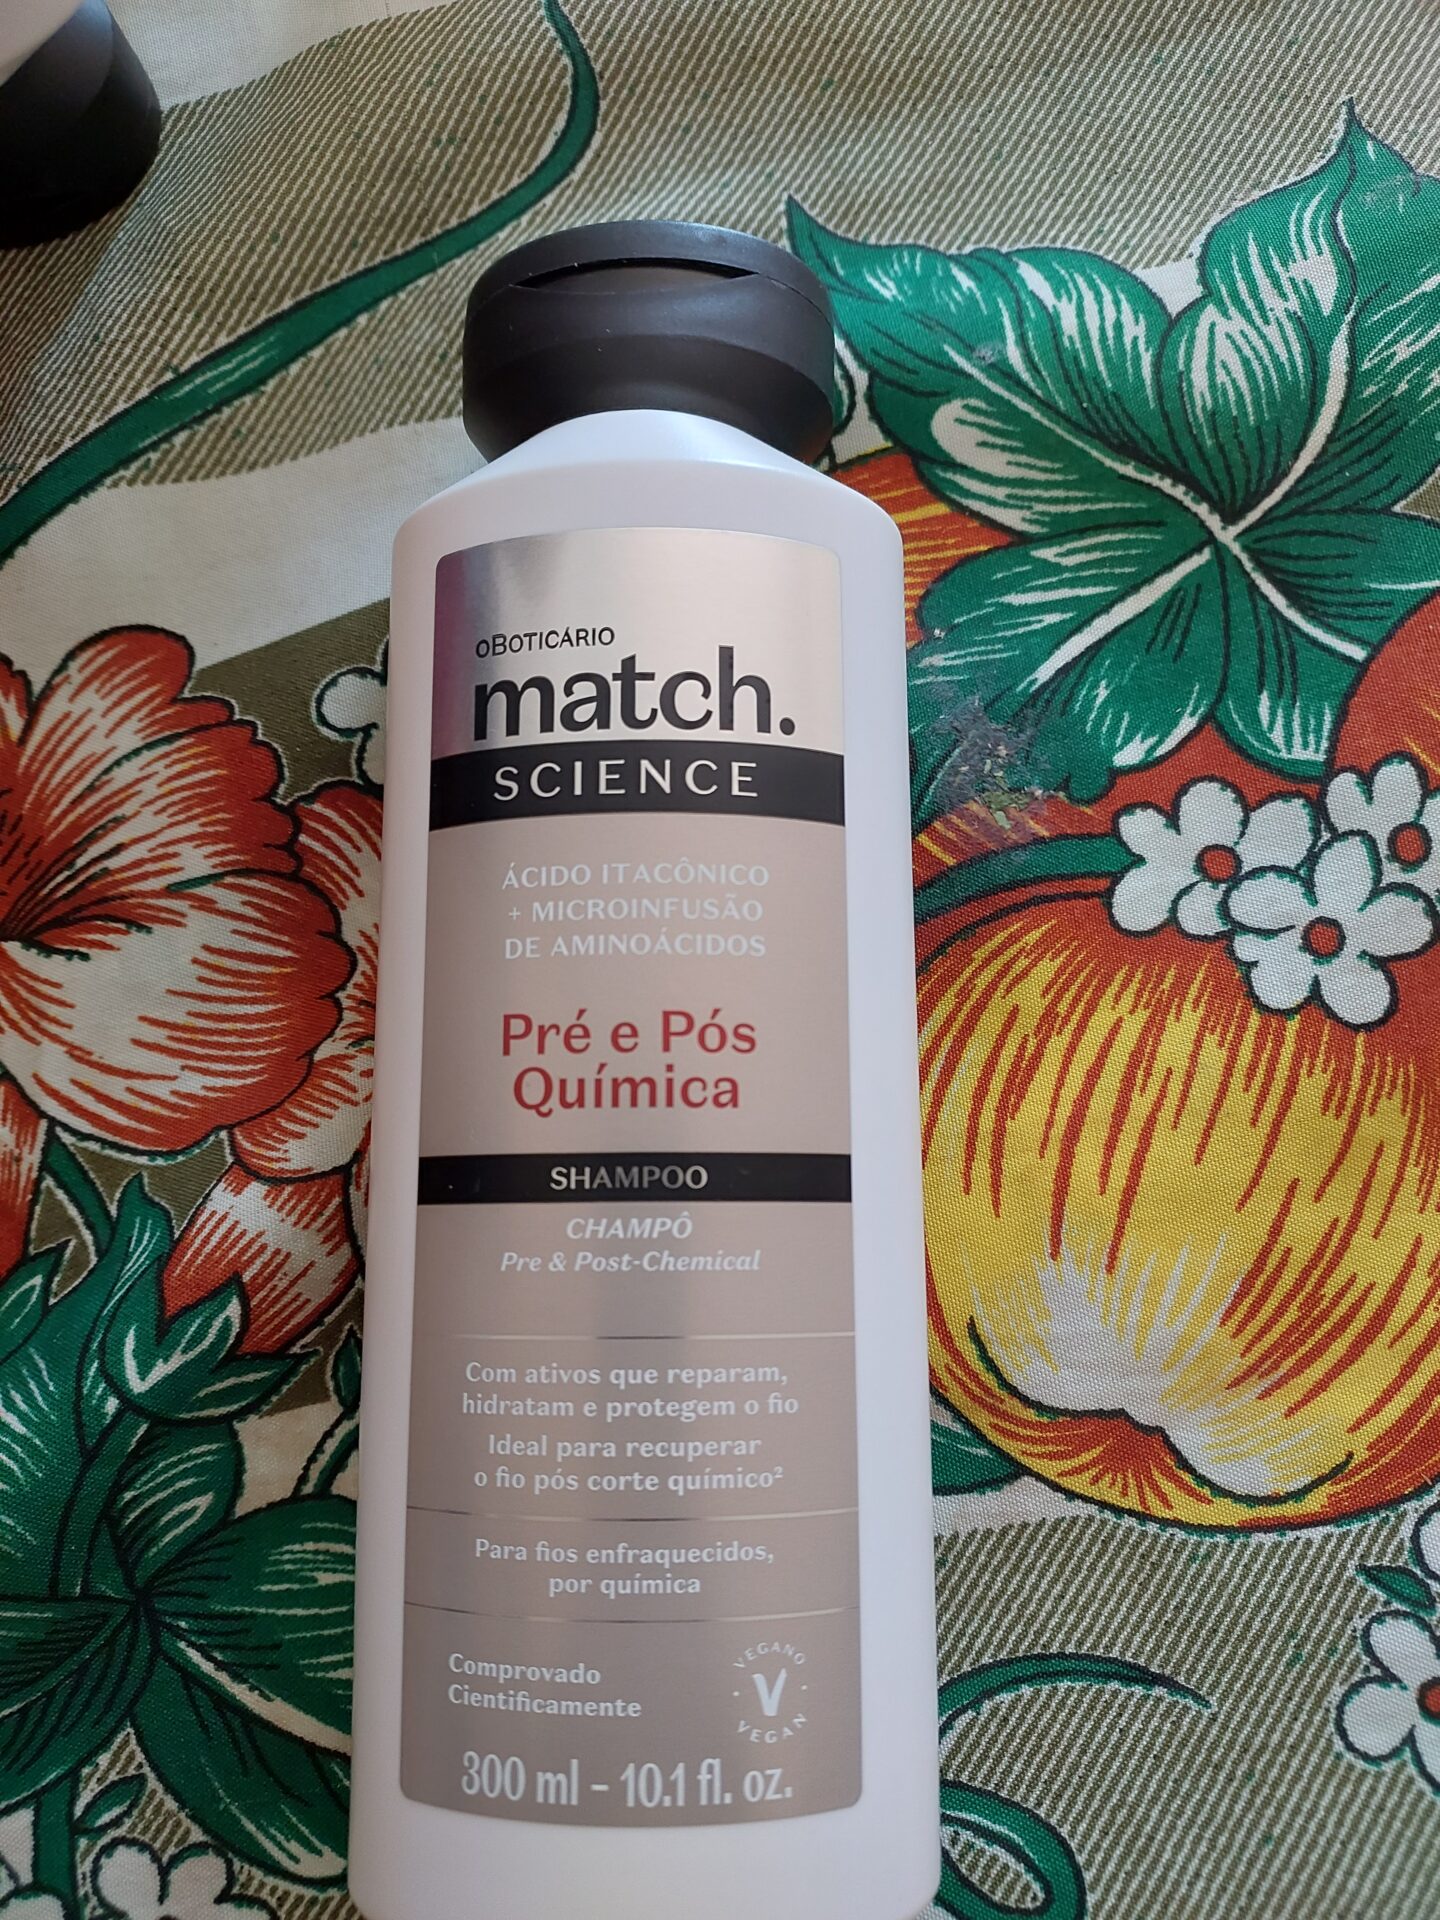 oBOTICÁRIO
match.
SCIENCE
ÁCIDO ITACÔNICO
+ MICROINFUSÃO
DE AMINOÁCIDOS
Pré e Pós
Química
SHAMPOO
CHAMPÔ
Pre & Post-Chemical
Com ativos que reparam,
hidratam e protegem o fio
Ideal para recuperar
o fio pós corte químico²
Para fios enfraquecidos,
por química
Comprovado
Cientificamente
VEGANO
V
VEGAN
300 ml - 10.1 fl. oz.